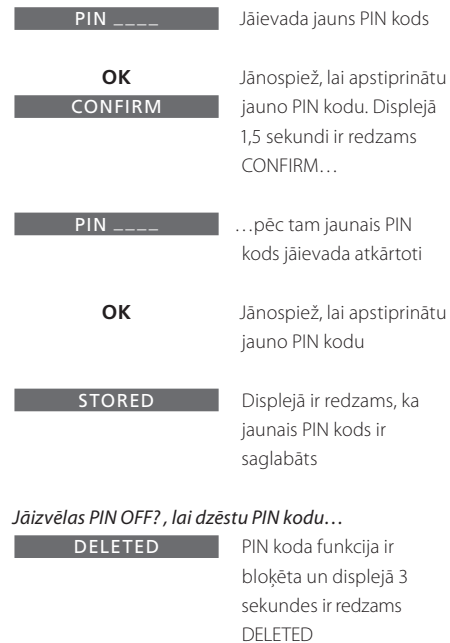 PIN ____ Jāievada jauns PIN kods
OK Jānospiež, lai apstiprinātu
CONFIRM jauno PIN kodu. Displejā
1,5 sekundi ir redzams
CONFIRM…
PIN ____ …pēc tam jaunais PIN
kods jāievada atkārtoti
OK Jānospiež, lai apstiprinātu
jauno PIN kodu
STORED Displejā ir redzams, ka
jaunais PIN kods ir
saglabāts
Jāizvēlas PIN OFF? , lai dzēstu PIN kodu…
DELETED PIN koda funkcija ir
bloķēta un displejā 3
sekundes ir redzams
DELETED